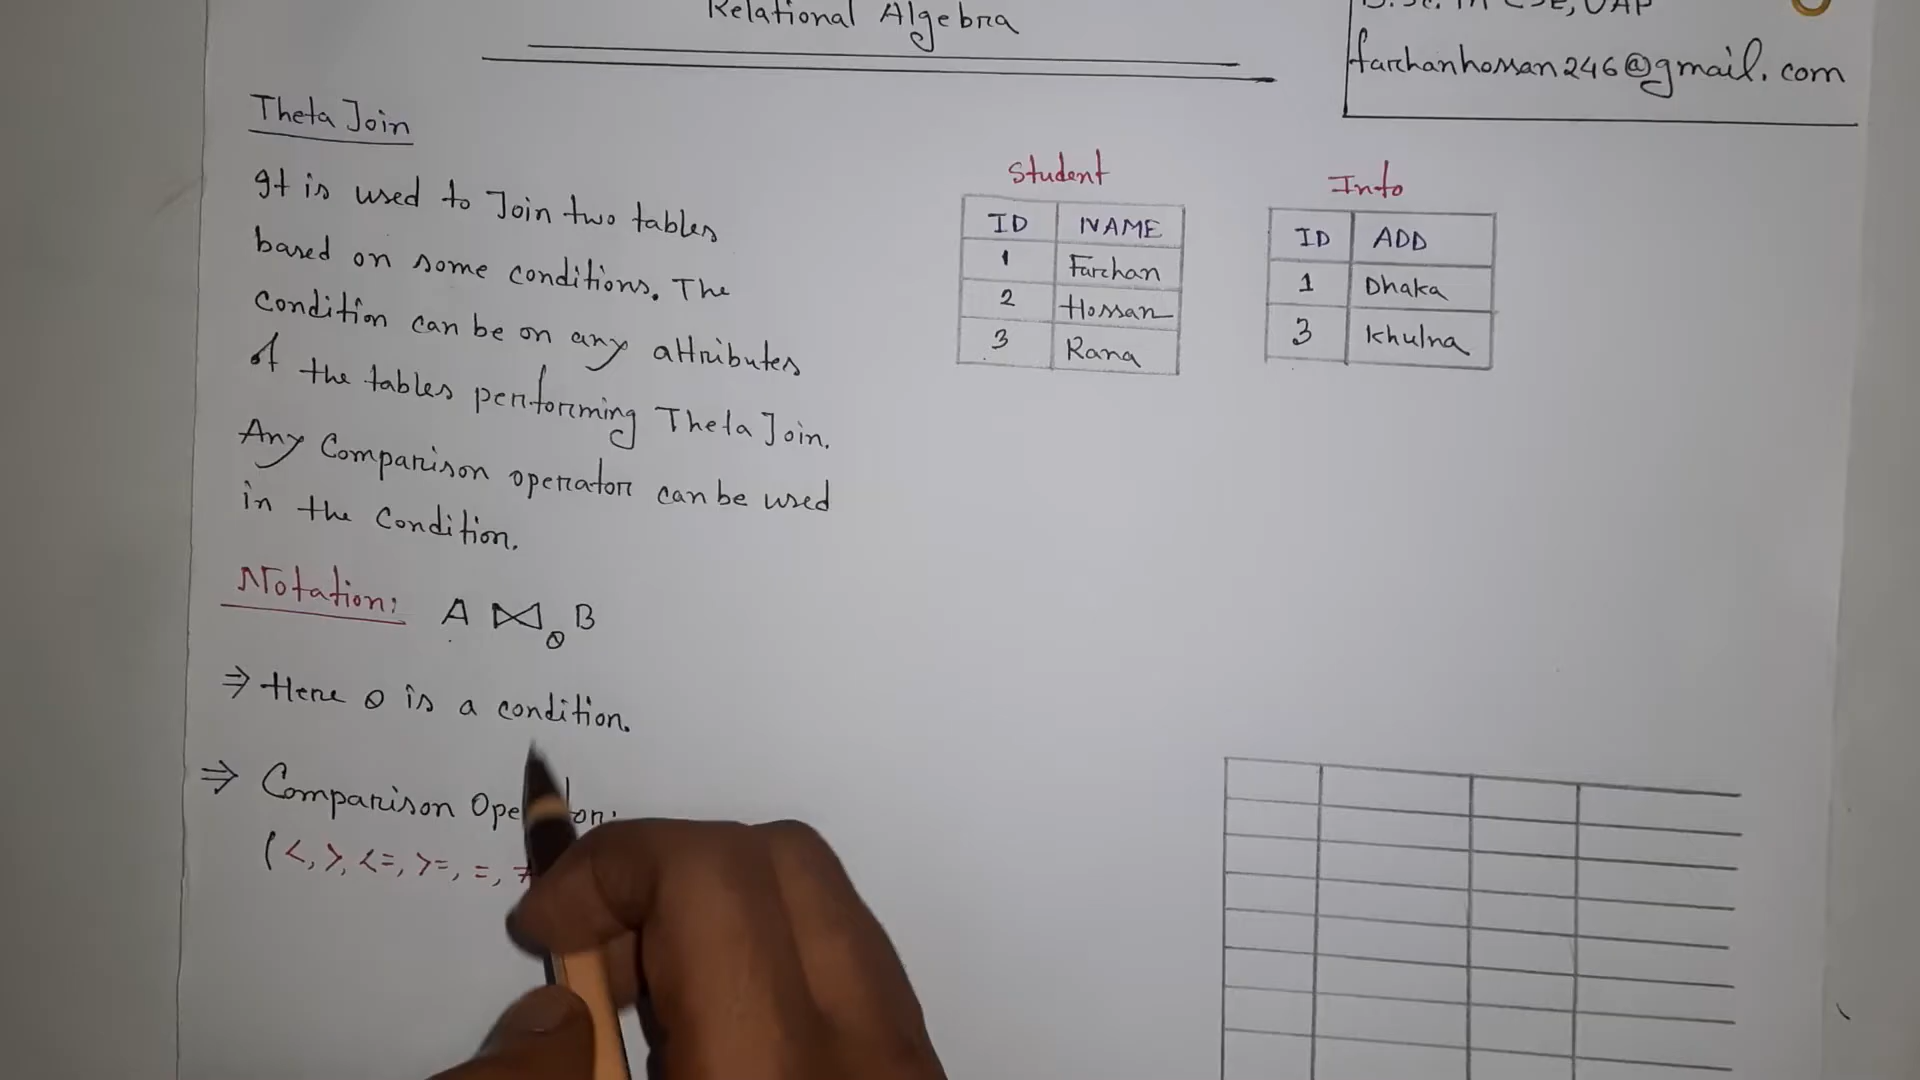 Relational Algebra
farhanhossan246@gmail.com
Theta Join
It is used to Join two tables
based on some conditions. The
Condition can be on any attributes
of the tables performing Theta Join.
Any Comparison operator can be used
in the Condition.
Notation: A ⋈θ B
⇒ Here θ is a condition.
⇒ Comparison
(<, >, <=, >=, =, ≠
Student
ID NAME
1 Farhan
2 Hossan
3 Rana
Info
ID ADD
1 Dhaka
3 Khulna